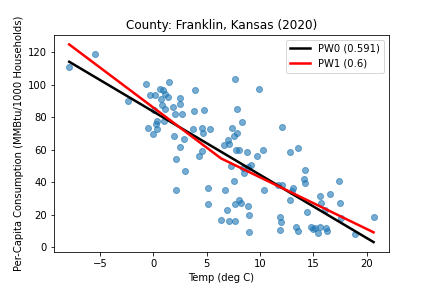 County: Franklin, Kansas (2020)
Per-Capita Consumption (MMBtu/1000 Households)
120
100
80
60
40
20
0
PW0 (0.591)
PW1 (0.6)
−5 0 5 10 15 20
Temp (deg C)